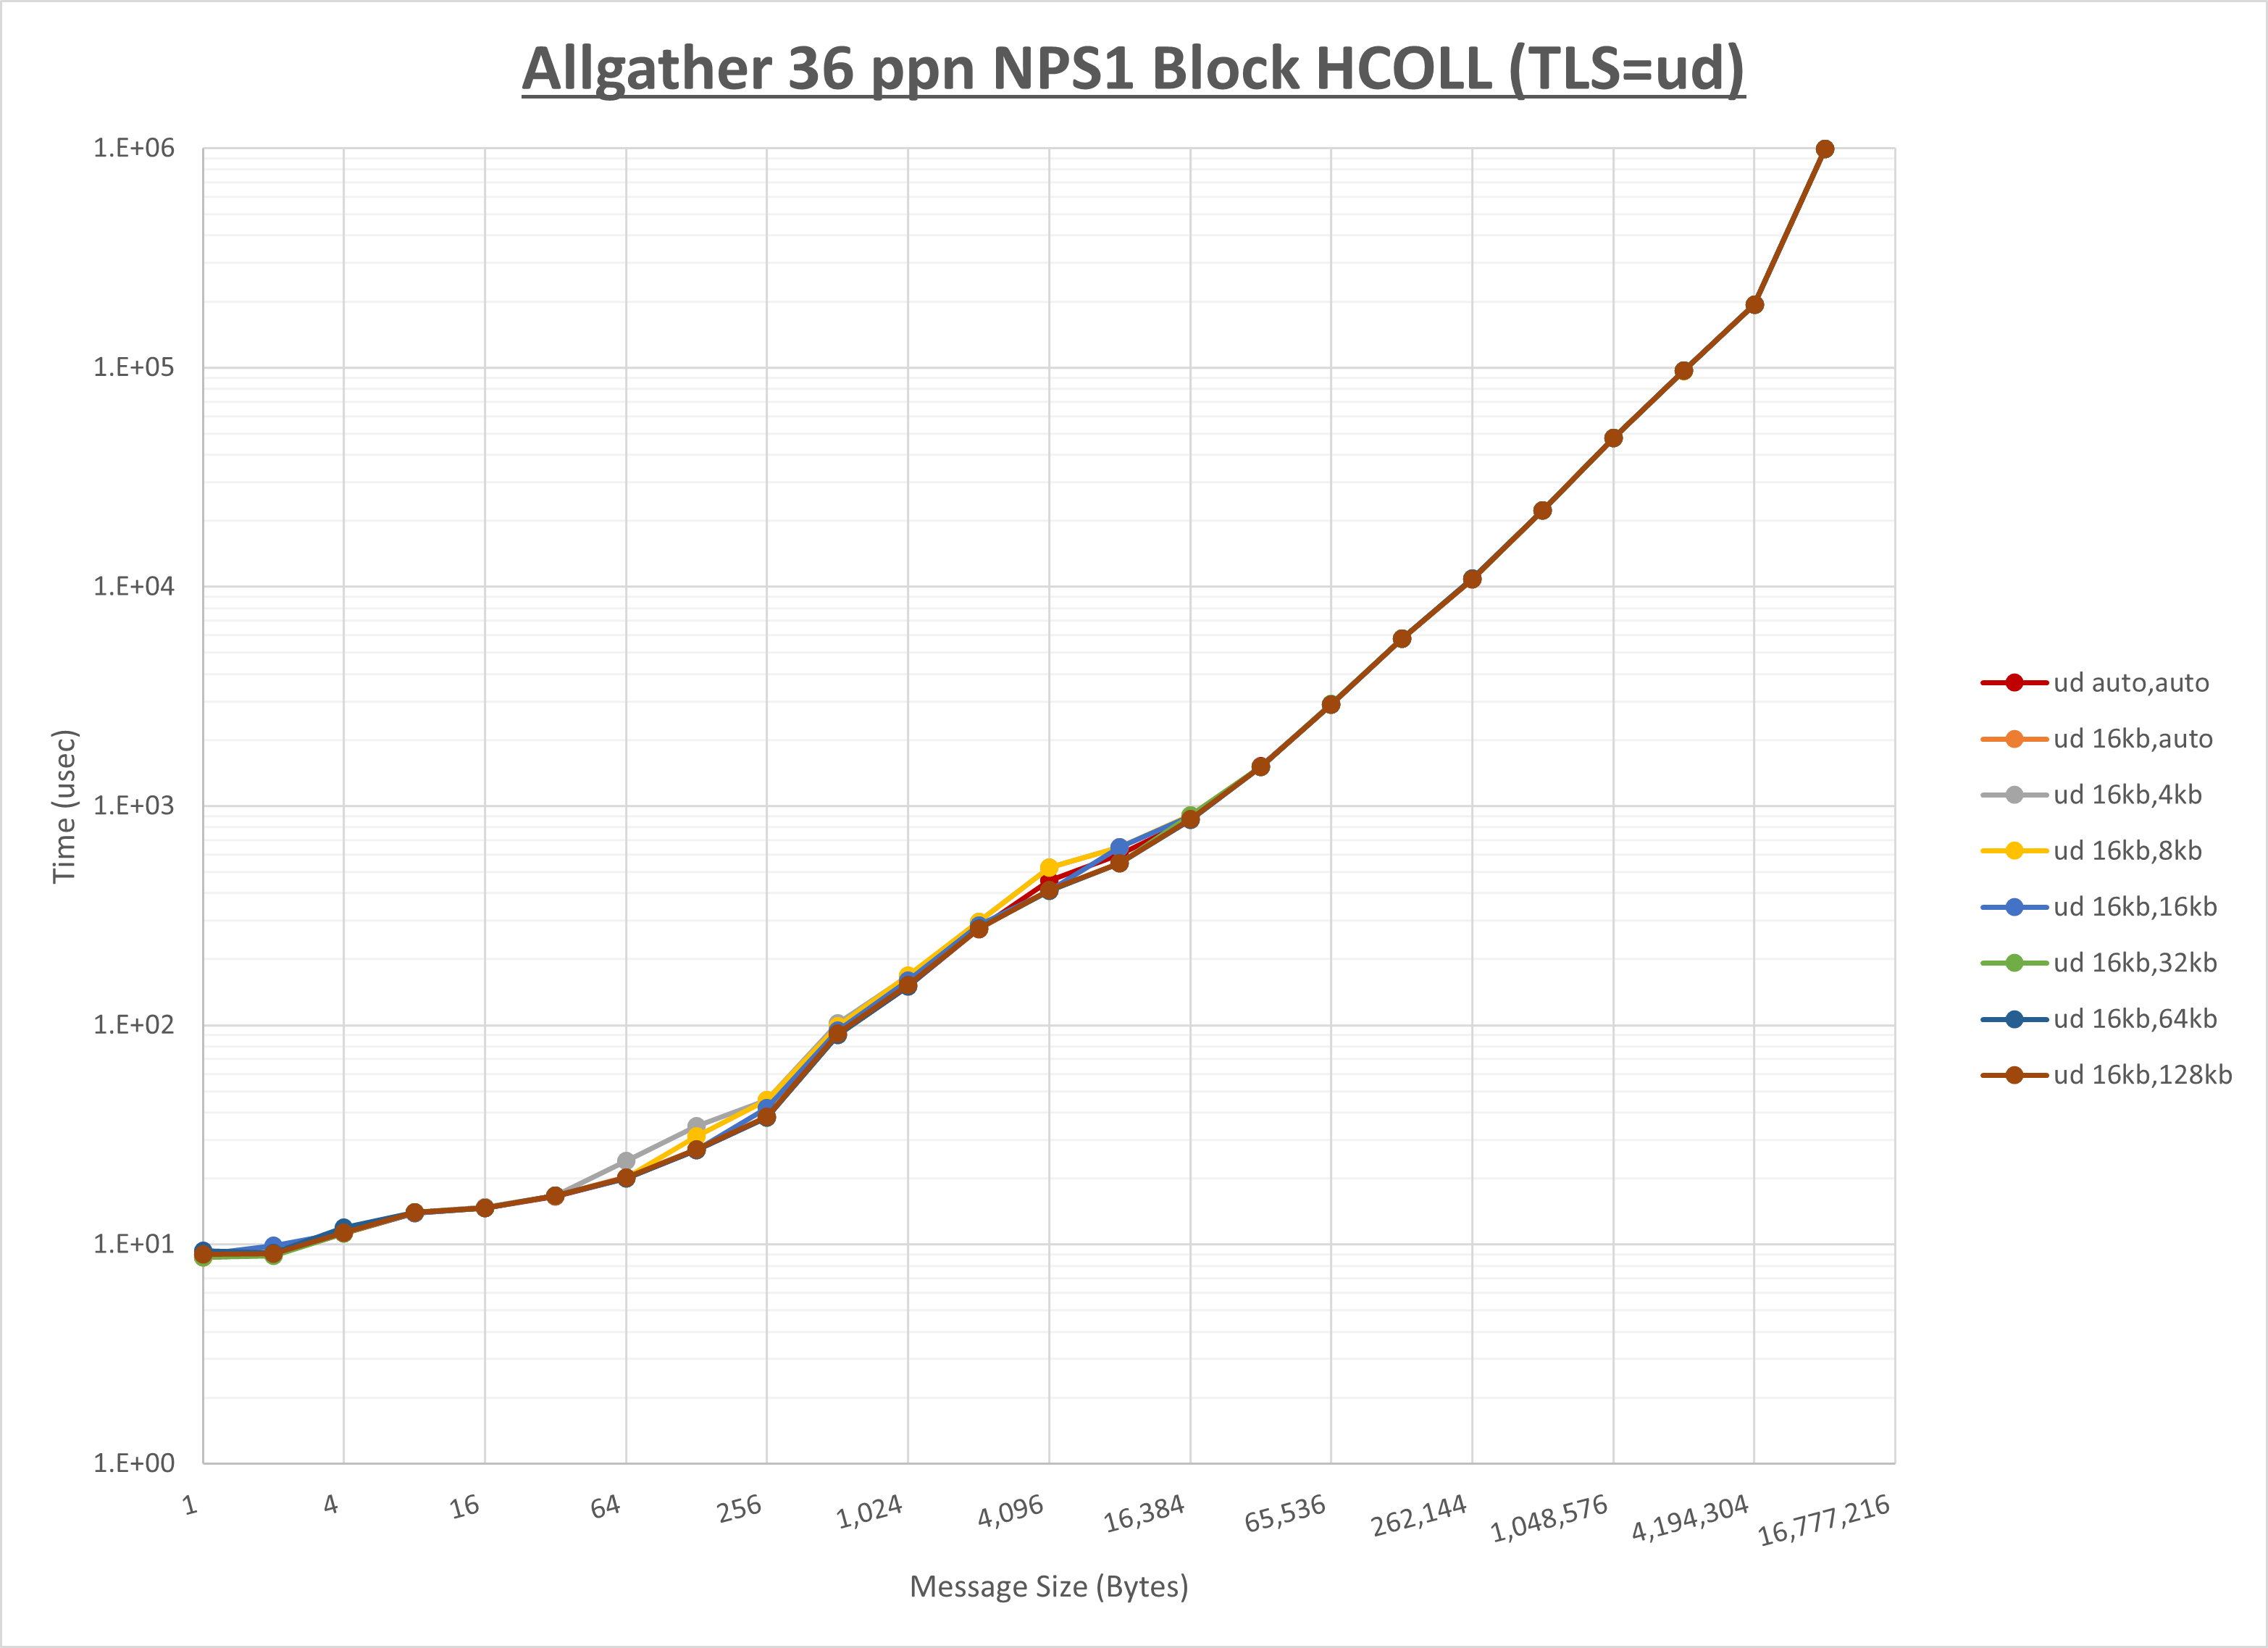 Allgather 36 ppn NPS1 Block HCOLL (TLS=ud)
1.E+06
1.E+05
1.E+04
1.E+03
1.E+02
1.E+01
1.E+00
Time (usec)
1
4
16
64
256
1,024
4,096
16,384
65,536
262,144
1,048,576
4,194,304
16,777,216
Message Size (Bytes)
ud auto,auto
ud 16kb,auto
ud 16kb,4kb
ud 16kb,8kb
ud 16kb,16kb
ud 16kb,32kb
ud 16kb,64kb
ud 16kb,128kb